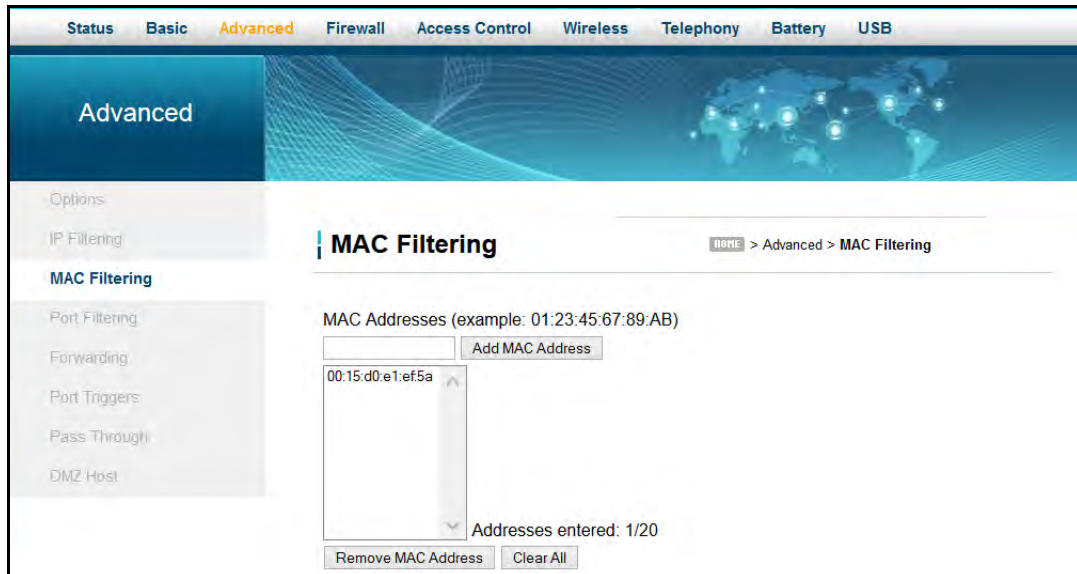 Status Basic Advanced Firewall Access Control Wireless Telephony Battery USB
Advanced
Options
IP Filtering
MAC Filtering
Port Filtering
Forwarding
Port Triggers
Pass Through
DMZ Host
MAC Filtering
HOME > Advanced > MAC Filtering
MAC Addresses (example: 01:23:45:67:89:AB)
Add MAC Address
00:15:d0:e1:ef:5a
Addresses entered: 1/20
Remove MAC Address Clear All